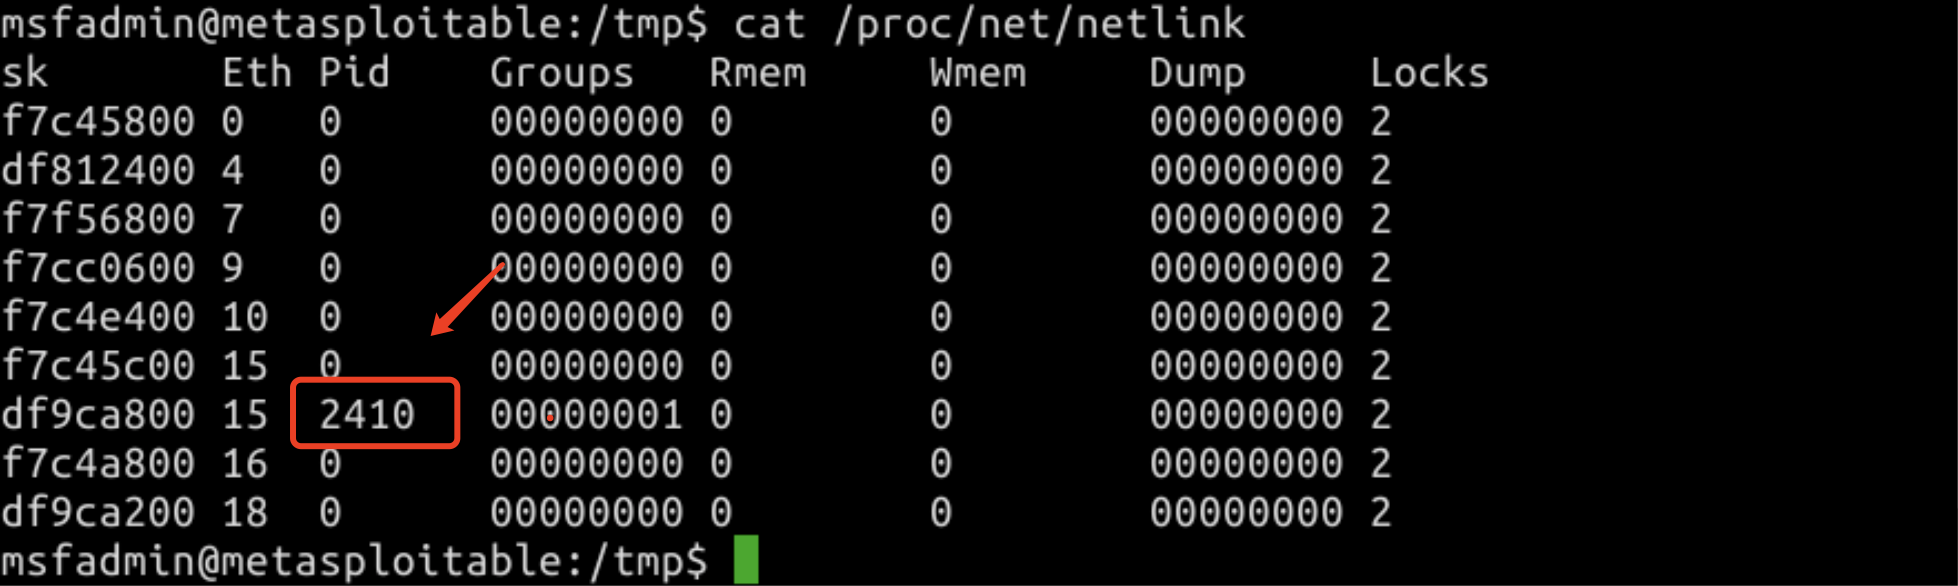 msfadmin@metasploitable:/tmp$ cat /proc/net/netlink
sk Eth Pid Groups Rmem Wmem Dump Locks
f7c45800 0 0 00000000 0 0 00000000 2
df812400 4 0 00000000 0 0 00000000 2
f7f56800 7 0 00000000 0 0 00000000 2
f7cc0600 9 0 00000000 0 0 00000000 2
f7c4e400 10 0 00000000 0 0 00000000 2
f7c45c00 15 0 00000000 0 0 00000000 2
df9ca800 15 2410 00000001 0 0 00000000 2
f7c4a800 16 0 00000000 0 0 00000000 2
df9ca200 18 0 00000000 0 0 00000000 2
msfadmin@metasploitable:/tmp$